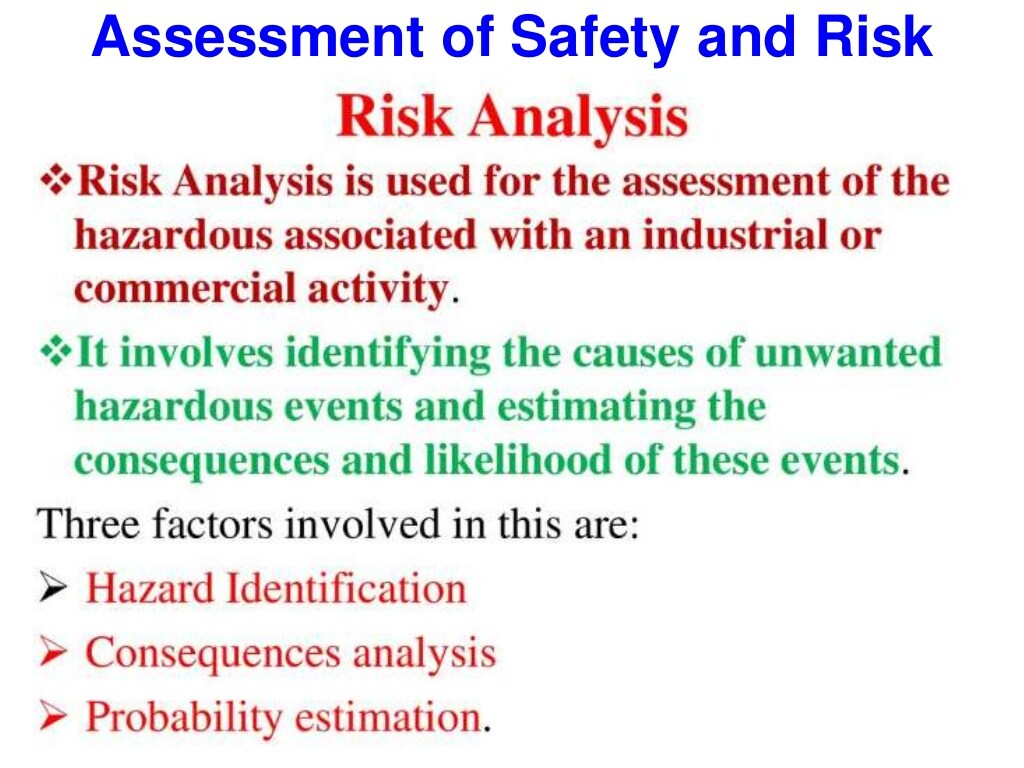 Assessment of Safety and Risk
Risk Analysis
❖Risk Analysis is used for the assessment of the
hazardous associated with an industrial or
commercial activity.
❖It involves identifying the causes of unwanted
hazardous events and estimating the
consequences and likelihood of these events.
Three factors involved in this are:
➢ Hazard Identification
➢ Consequences analysis
➢ Probability estimation.